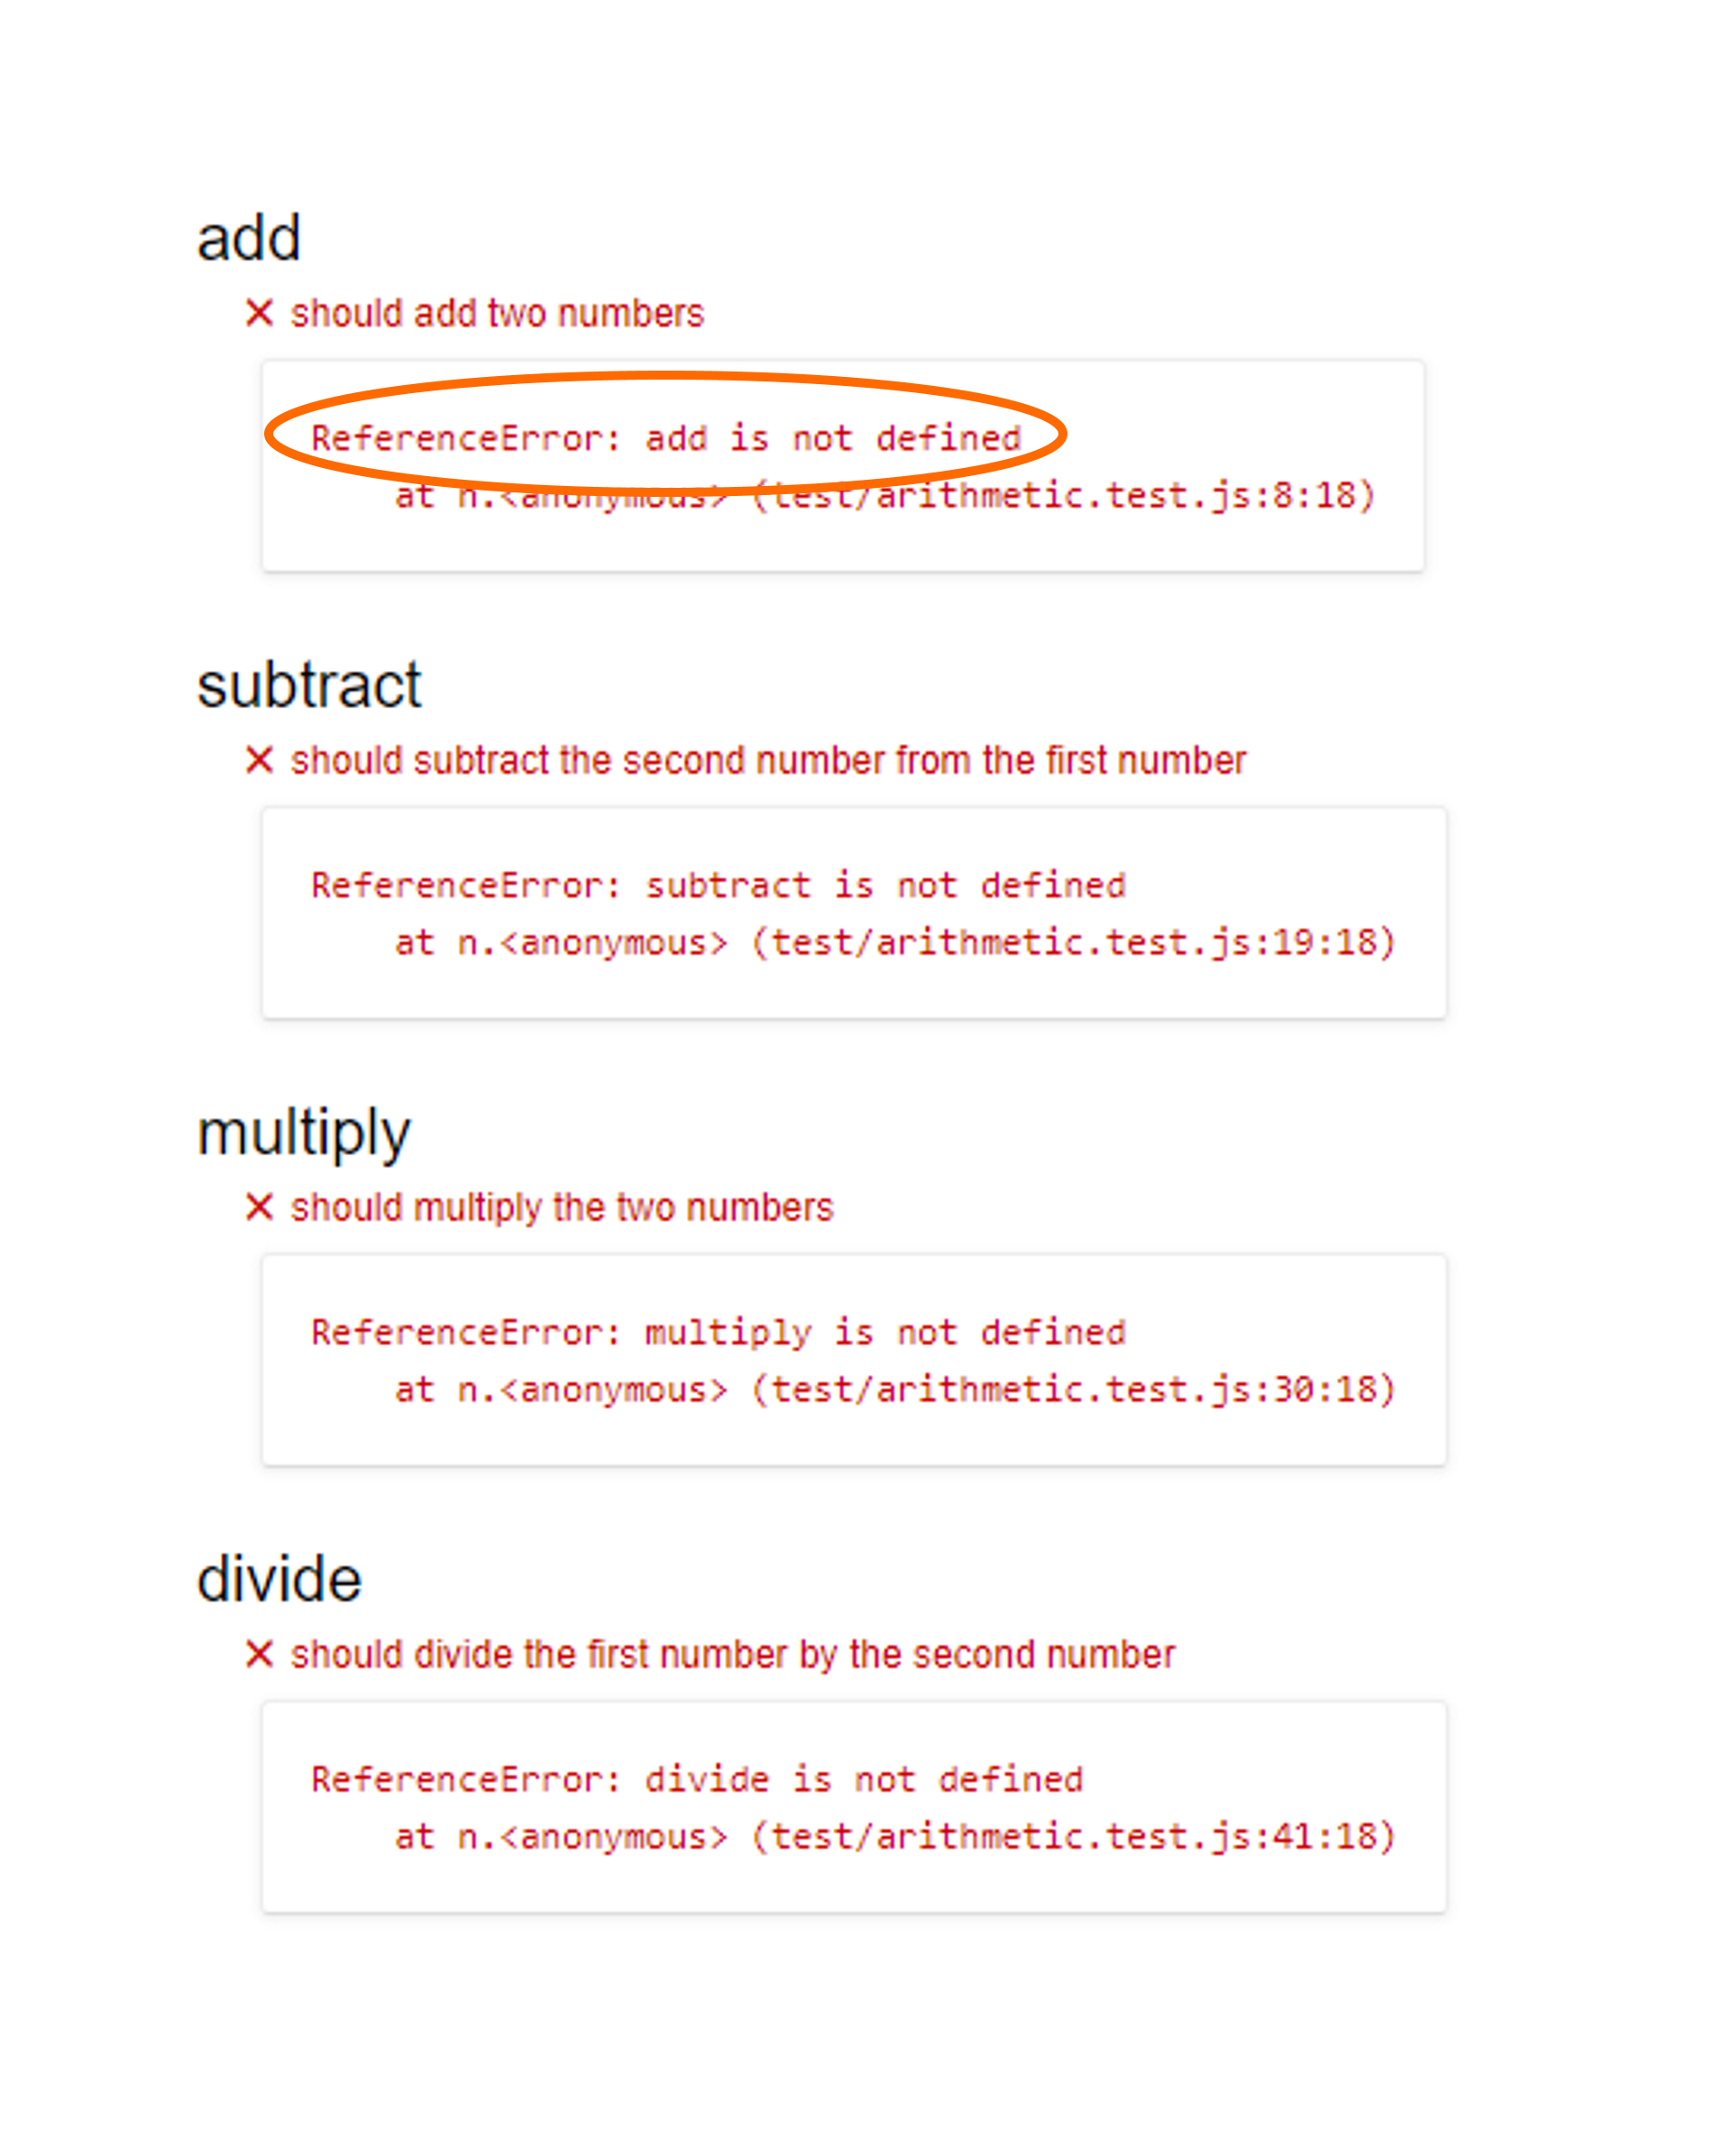 add
✕ should add two numbers
ReferenceError: add is not defined
at n.<anonymous> (test/arithmetic.test.js:8:18)
subtract
✕ should subtract the second number from the first number
ReferenceError: subtract is not defined
at n.<anonymous> (test/arithmetic.test.js:19:18)
multiply
✕ should multiply the two numbers
ReferenceError: multiply is not defined
at n.<anonymous> (test/arithmetic.test.js:30:18)
divide
✕ should divide the first number by the second number
ReferenceError: divide is not defined
at n.<anonymous> (test/arithmetic.test.js:41:18)